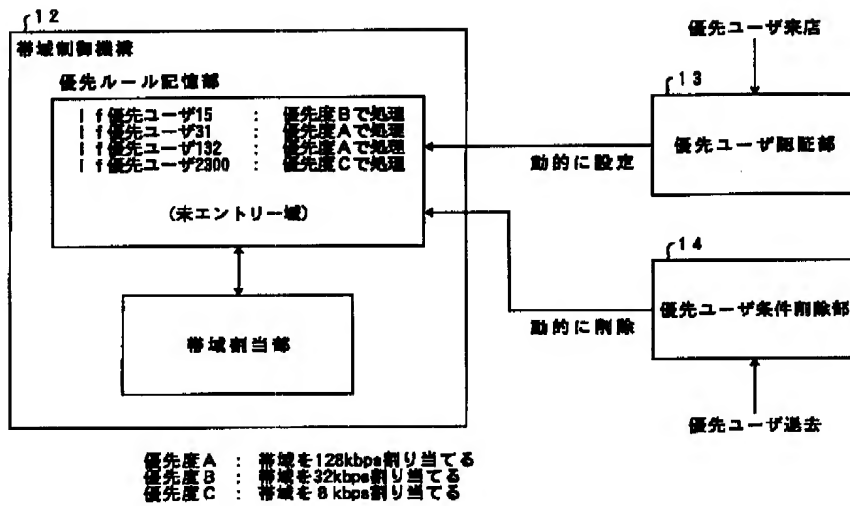 12
帯域制御機構
優先ルール記憶部
If優先ユーザ15 : 優先度Bで処理
If優先ユーザ31 : 優先度Aで処理
If優先ユーザ132 : 優先度Aで処理
If優先ユーザ2300 : 優先度Cで処理
(未エントリー域)
帯域割当部
優先ユーザ来店
13
優先ユーザ認証部
動的に設定
14
優先ユーザ条件削除部
動的に削除
優先ユーザ退去
優先度A : 帯域を128kbps割り当てる
優先度B : 帯域を32kbps割り当てる
優先度C : 帯域を8kbps割り当てる